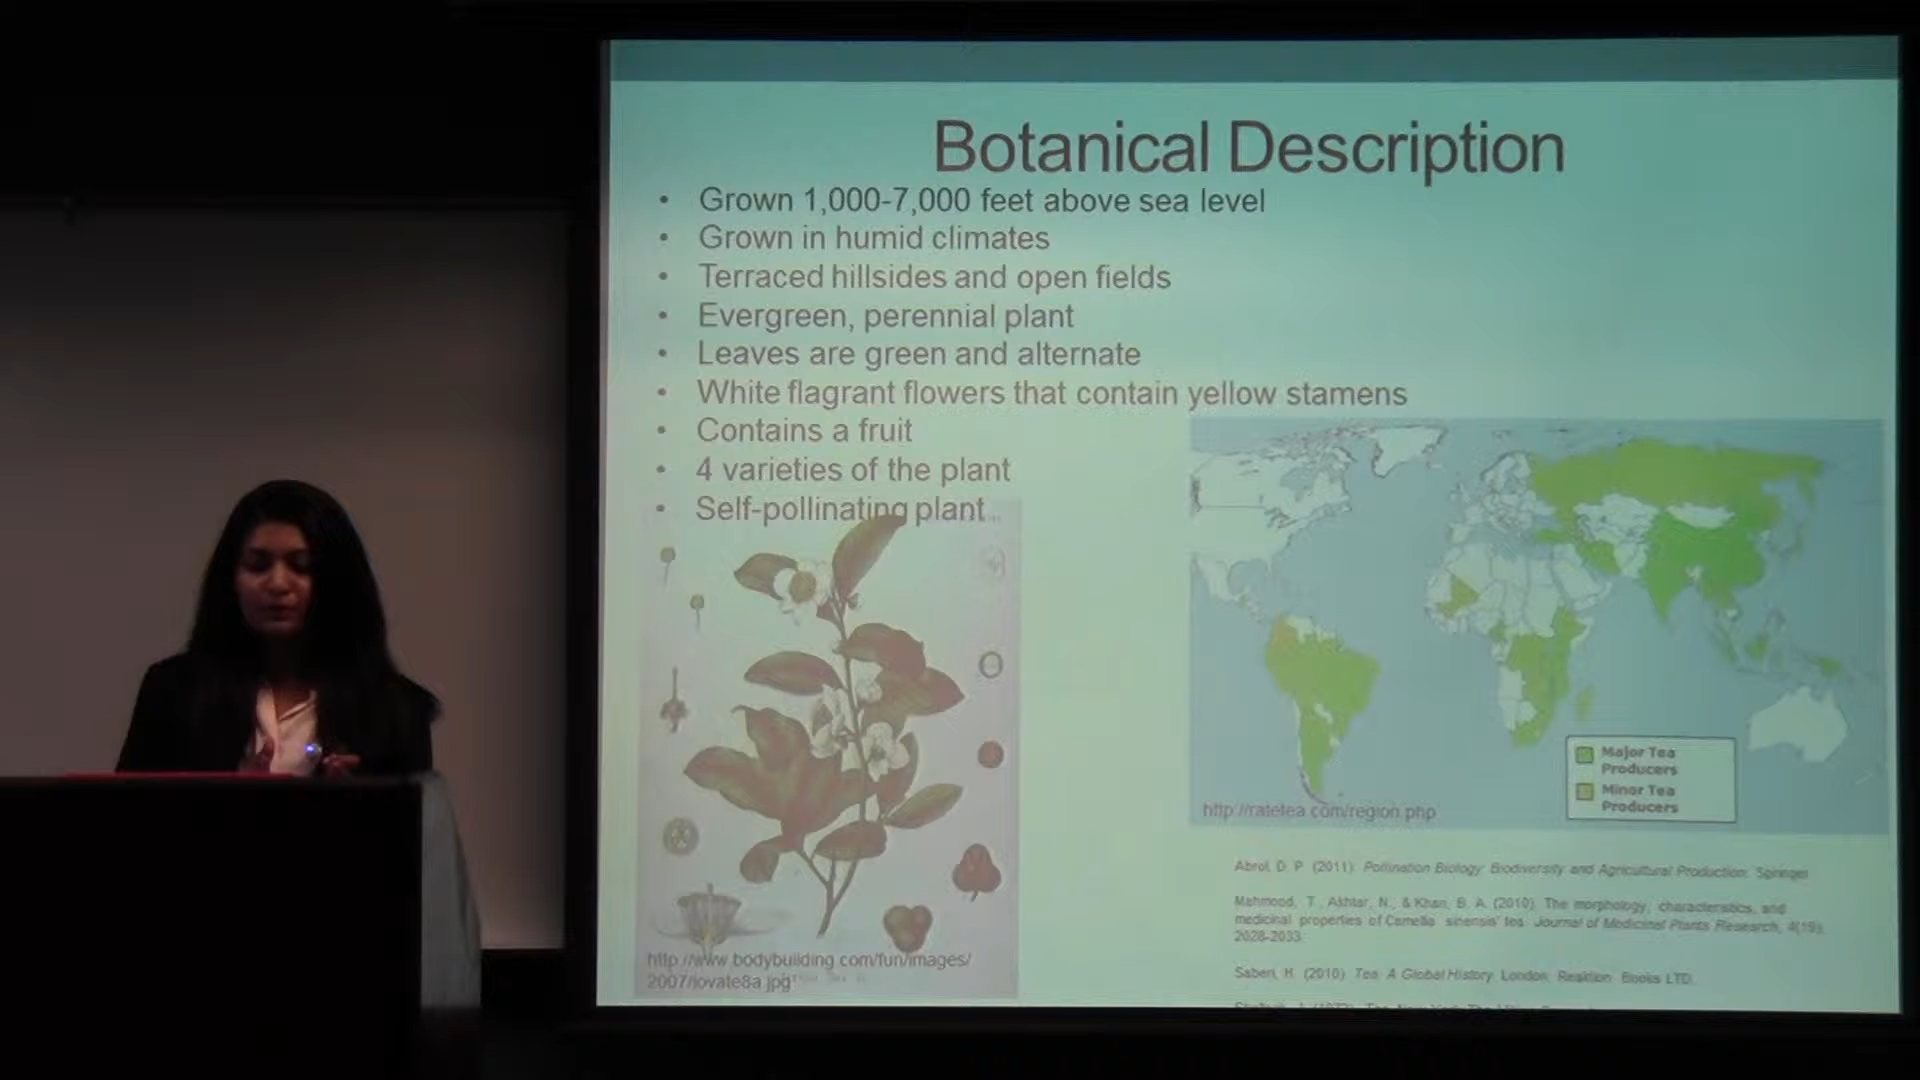 Botanical Description
• Grown 1,000-7,000 feet above sea level
• Grown in humid climates
• Terraced hillsides and open fields
• Evergreen, perennial plant
• Leaves are green and alternate
• White flagrant flowers that contain yellow stamens
• Contains a fruit
• 4 varieties of the plant
• Self-pollinating plant
Major Tea
Producers
Minor Tea
Producers
http://ratetea.com/region.php
http://www.bodybuilding.com/fun/images/
2007/iovate8a.jpg
Abrol, D. P. (2011). Pollination Biology: Biodiversity and Agricultural Production. Springer
Mahmood, T., Akhtar, N., & Khan, B. A. (2010). The morphology, characteristics, and
medicinal properties of Camellia sinensis' tea. Journal of Medicinal Plants Research, 4(19),
2028-2033.
Saberi, H. (2010). Tea: A Global History. London: Reaktion Books LTD.